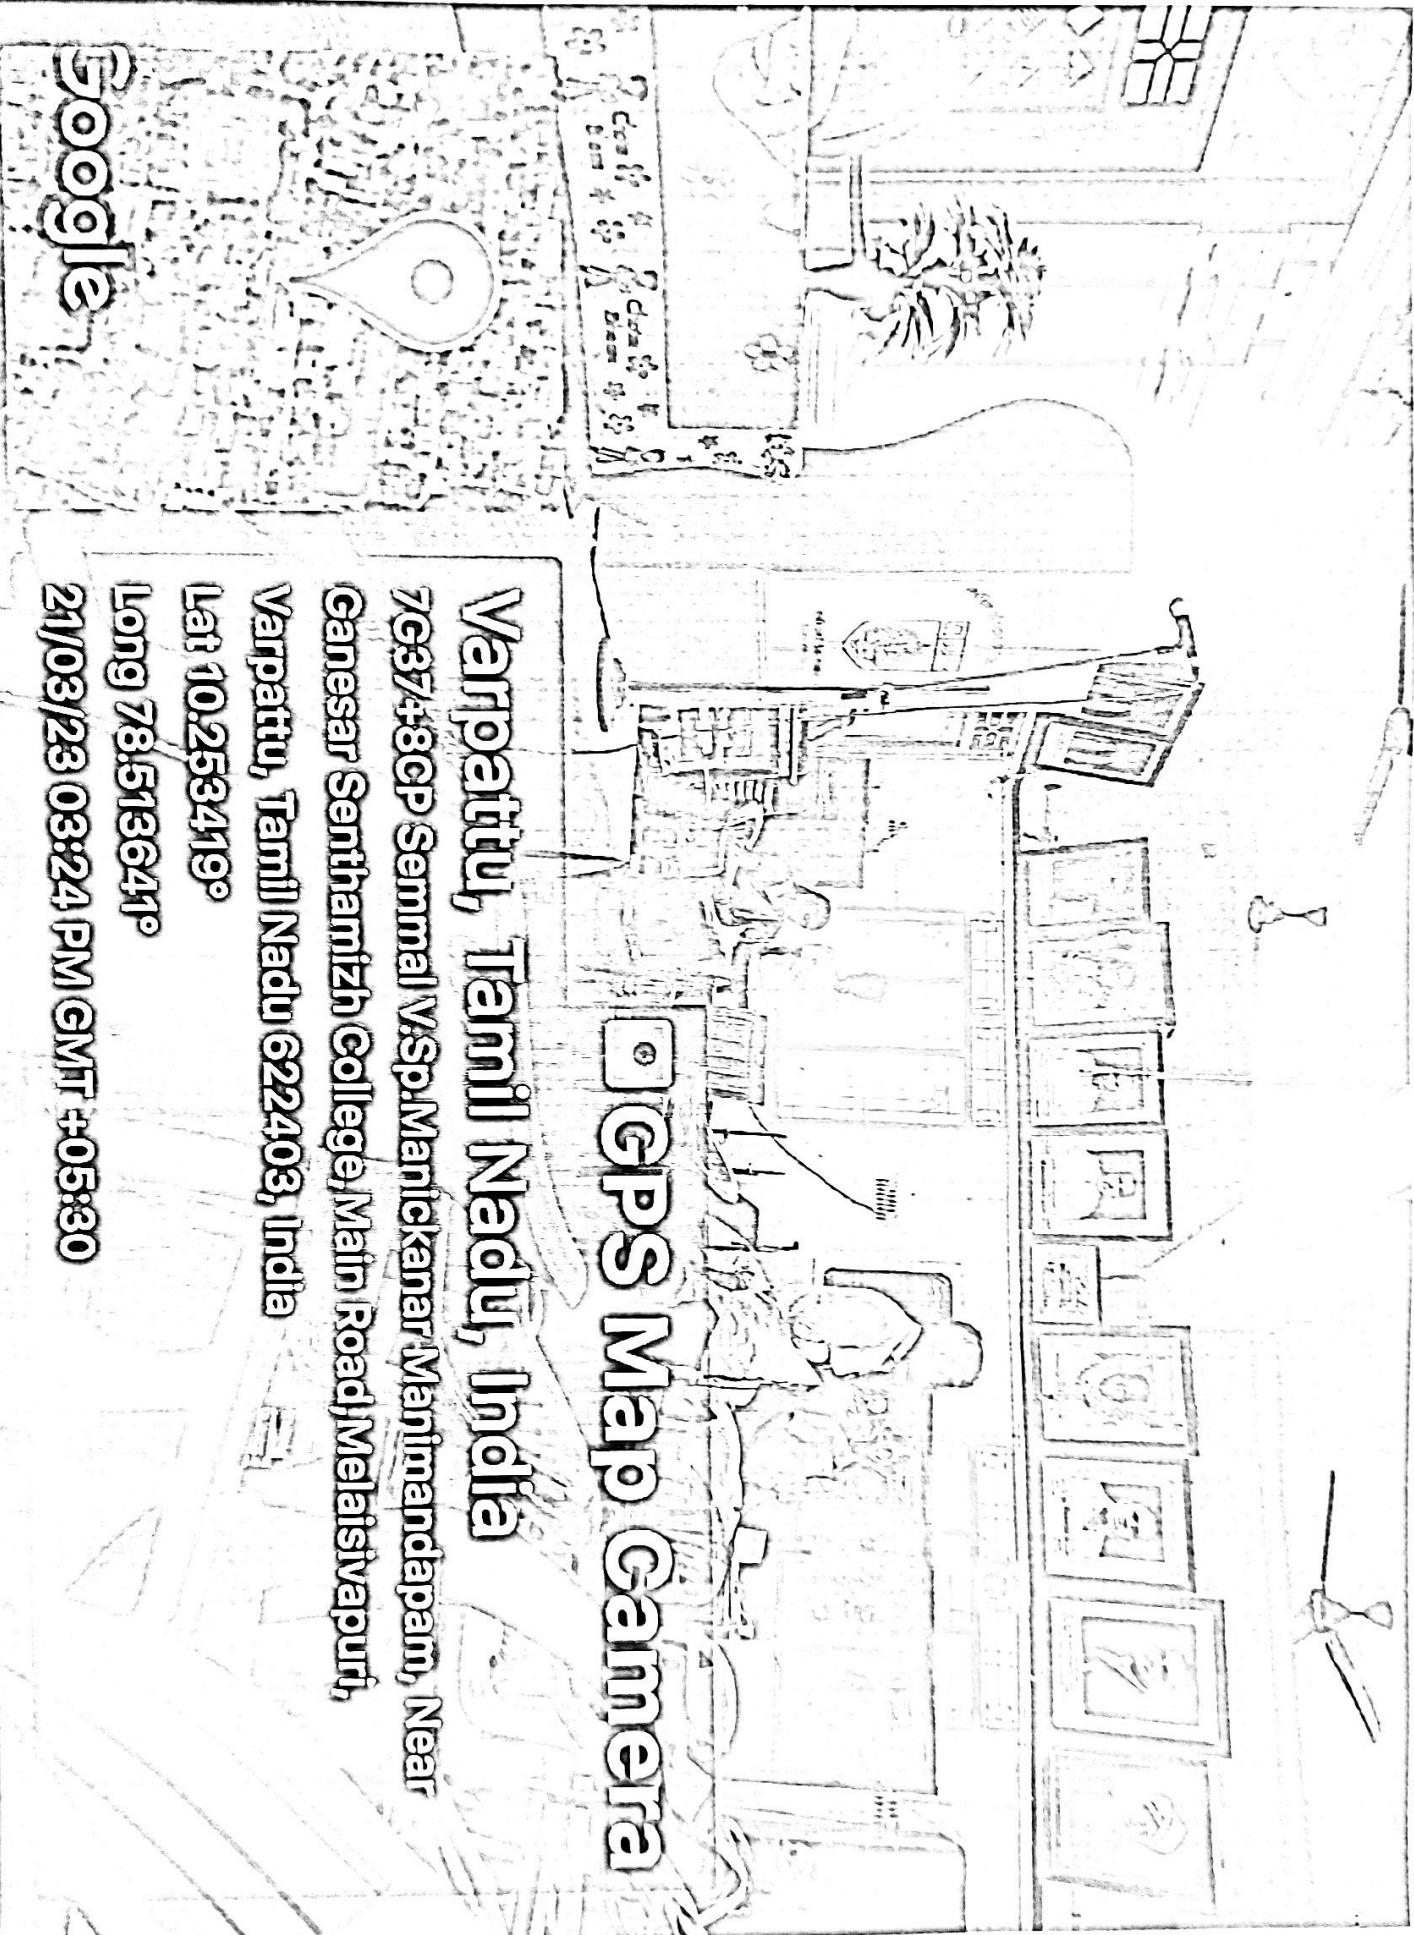 GPS Map Camera
Varpattu, Tamil Nadu, India
7G37+8CP Semmal V.Sp.Manickanar Manimandapam, Near
Ganesar Senthamizh College,Main Road,Melaisivapuri,
Varpattu, Tamil Nadu 622403, India
Lat 10.253419°
Long 78.513641°
21/03/23 03:24 PM GMT +05:30
Google